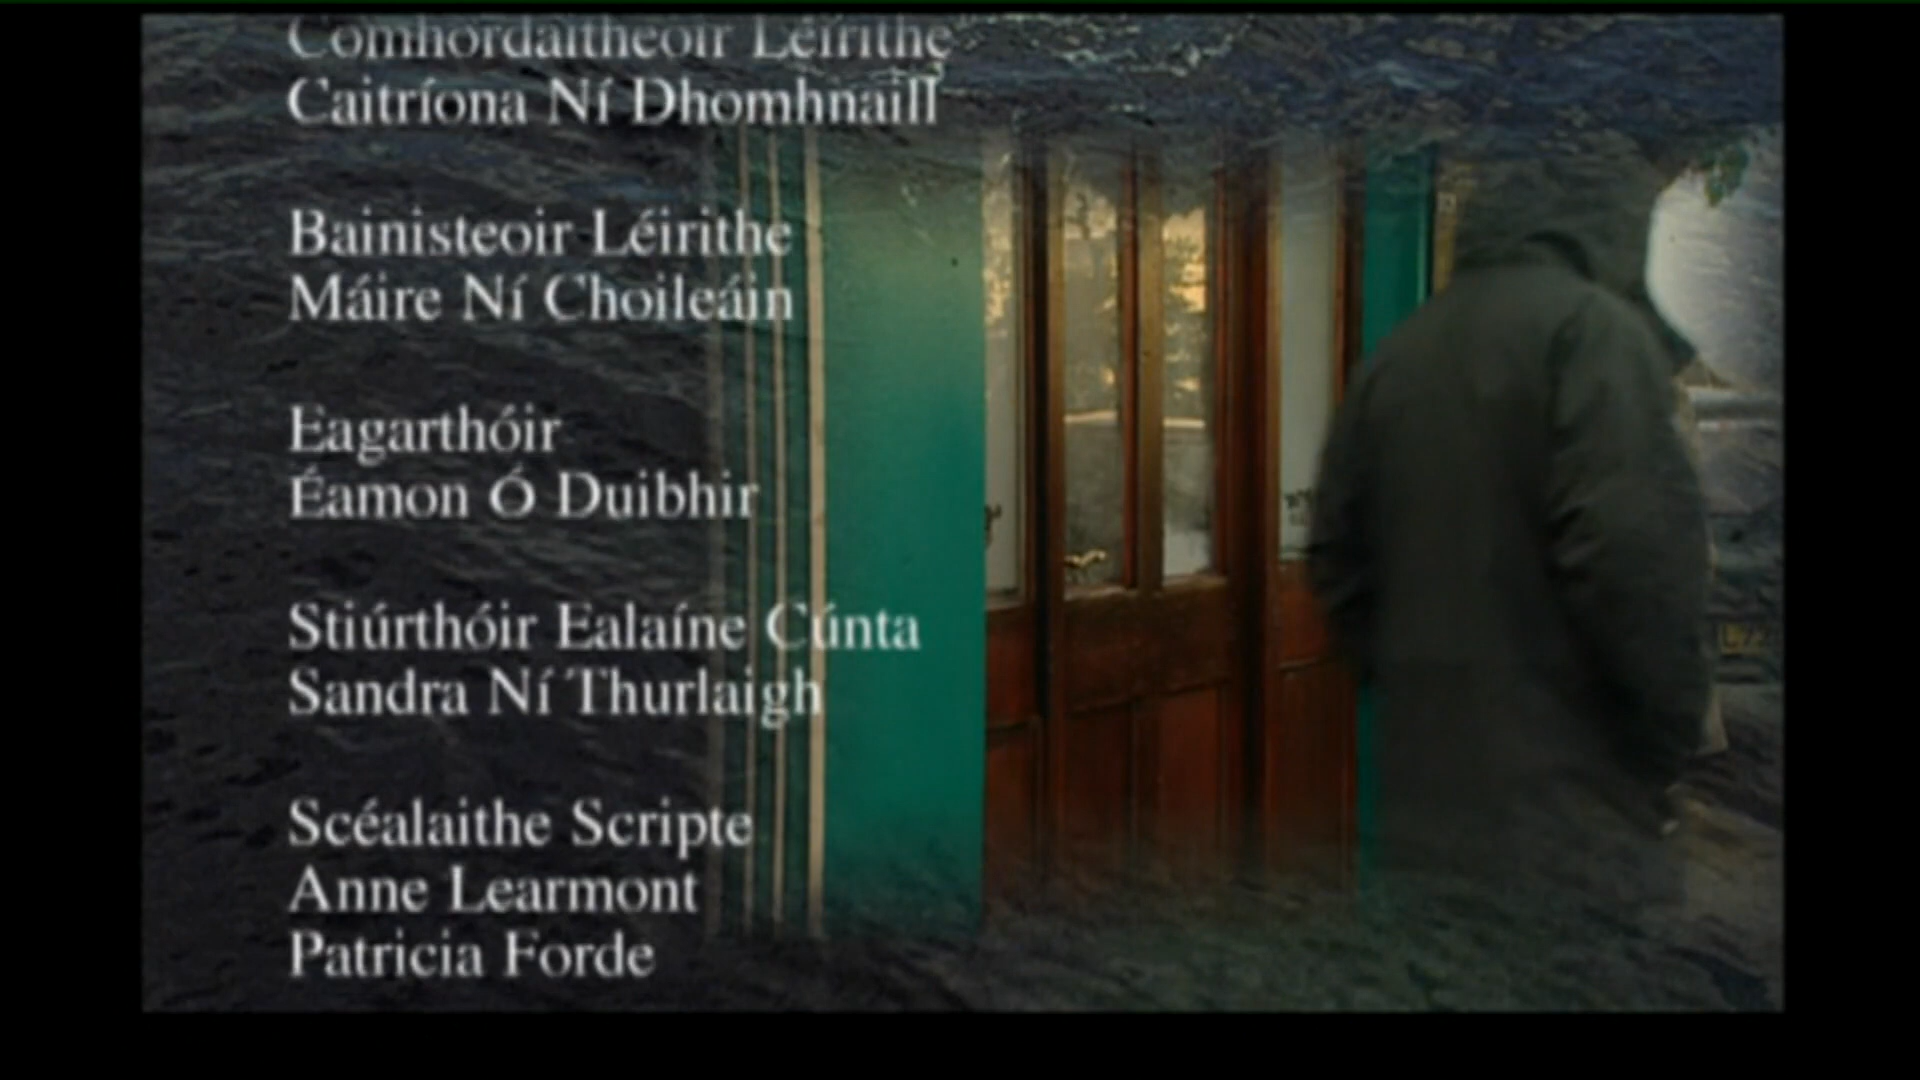 Comhordaitheoir Léirithe
Caitríona Ní Dhomhnaill
Bainisteoir Léirithe
Máire Ní Choileáin
Eagarthóir
Éamon Ó Duibhir
Stiúrthóir Ealaíne Cúnta
Sandra Ní Thurlaigh
Scéalaithe Scripte
Anne Learmont
Patricia Forde